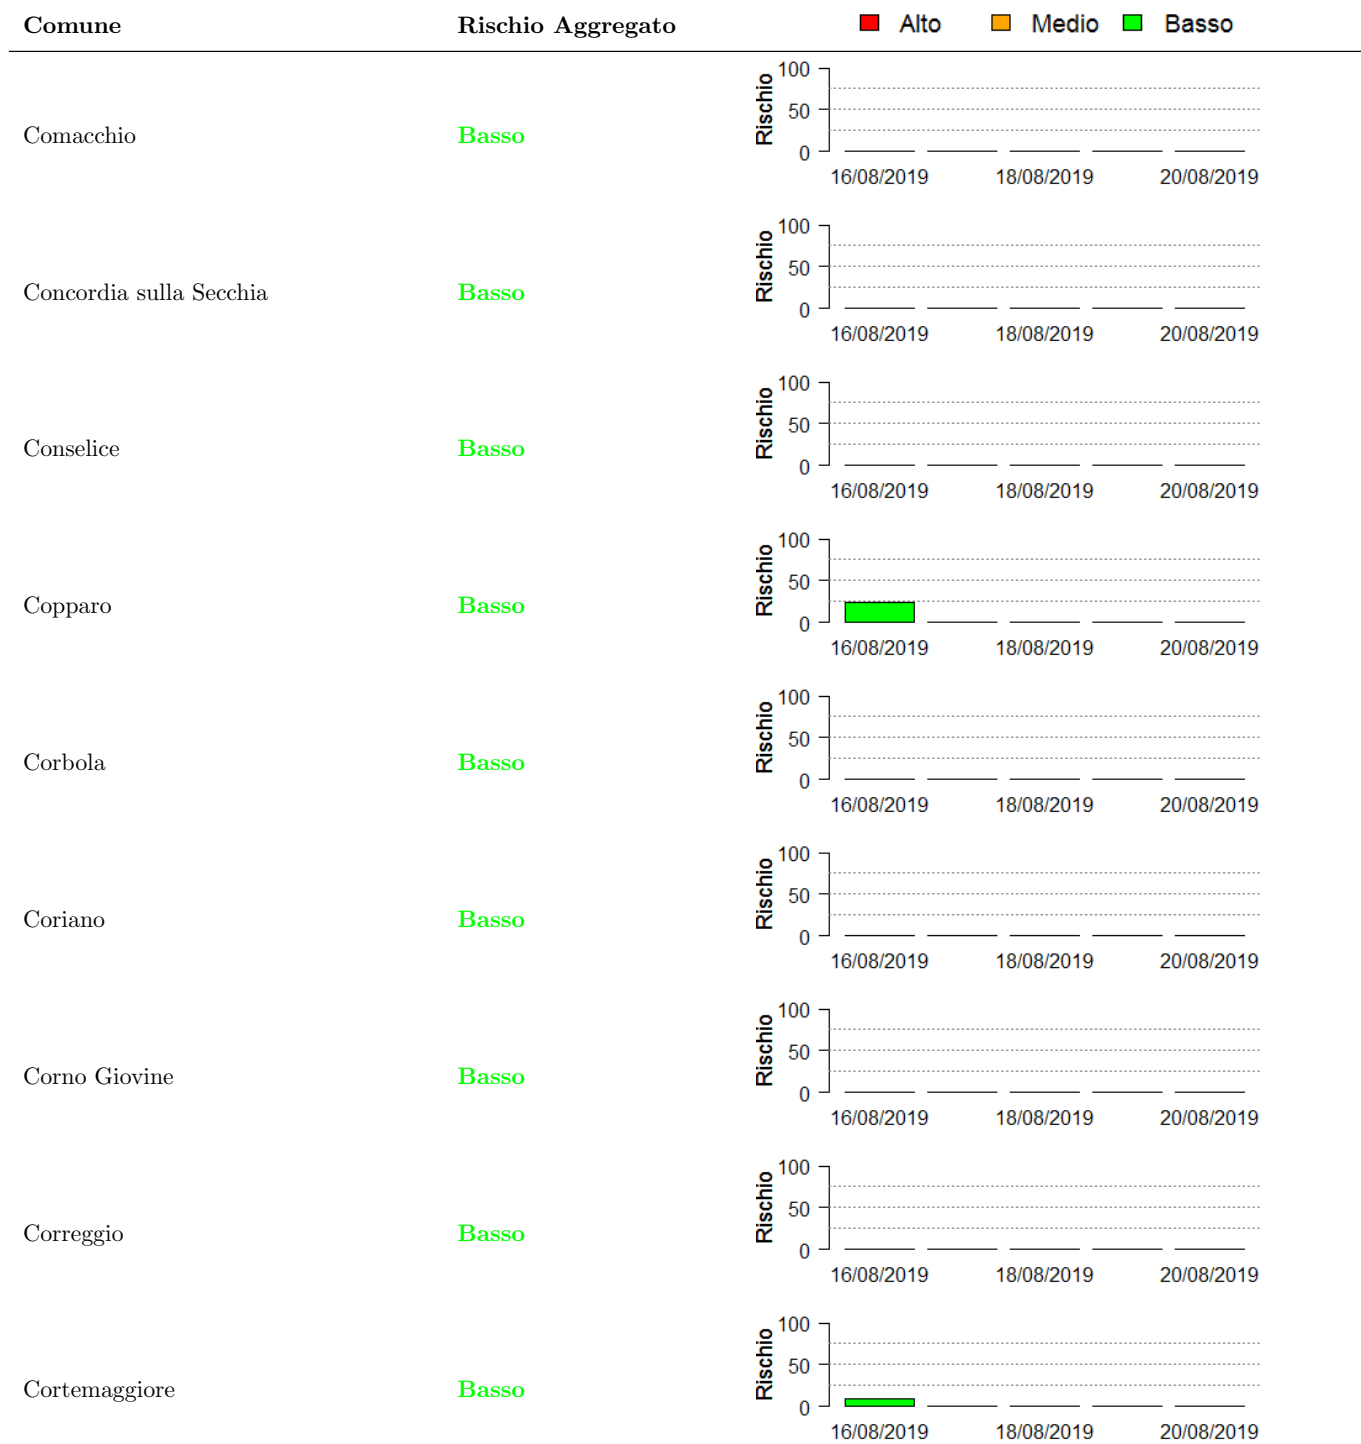 Comune Rischio Aggregato Alto Medio Basso
100
50
0
Rischio
Comacchio Basso
16/08/2019 18/08/2019 20/08/2019
100
50
0
Rischio
Concordia sulla Secchia Basso
16/08/2019 18/08/2019 20/08/2019
100
50
0
Rischio
Conselice Basso
16/08/2019 18/08/2019 20/08/2019
100
50
0
Rischio
Copparo Basso
16/08/2019 18/08/2019 20/08/2019
100
50
0
Rischio
Corbola Basso
16/08/2019 18/08/2019 20/08/2019
100
50
0
Rischio
Coriano Basso
16/08/2019 18/08/2019 20/08/2019
100
50
0
Rischio
Corno Giovine Basso
16/08/2019 18/08/2019 20/08/2019
100
50
0
Rischio
Correggio Basso
16/08/2019 18/08/2019 20/08/2019
100
50
0
Rischio
Cortemaggiore Basso
16/08/2019 18/08/2019 20/08/2019